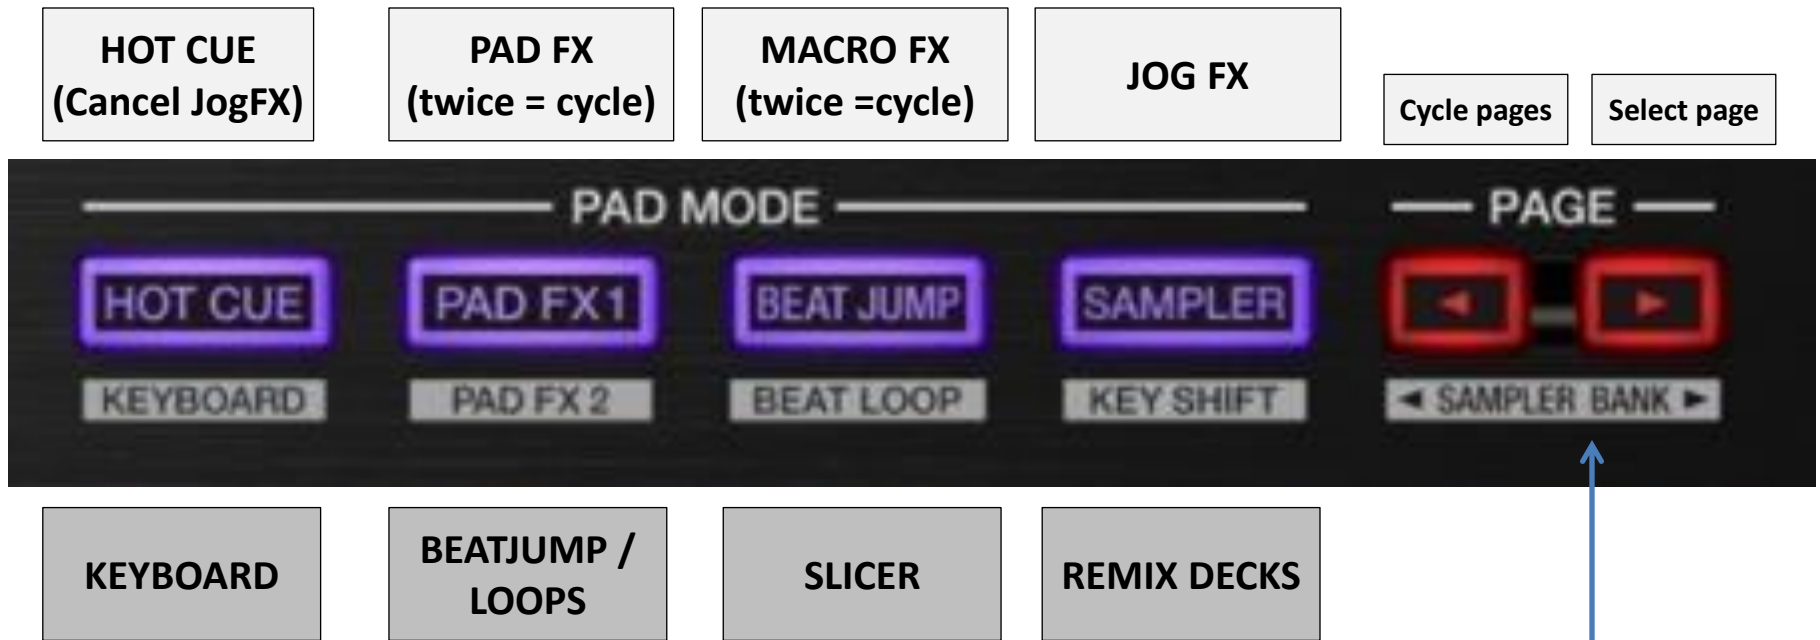 HOT CUE
(Cancel JogFX)
PAD FX
(twice = cycle)
MACRO FX
(twice =cycle)
JOG FX
Cycle pages
Select page
PAD MODE
PAGE
HOT CUE
PAD FX 1
BEAT JUMP
SAMPLER
◄
►
KEYBOARD
PAD FX 2
BEAT LOOP
KEY SHIFT
◄ SAMPLER BANK ►
KEYBOARD
BEATJUMP /
LOOPS
SLICER
REMIX DECKS